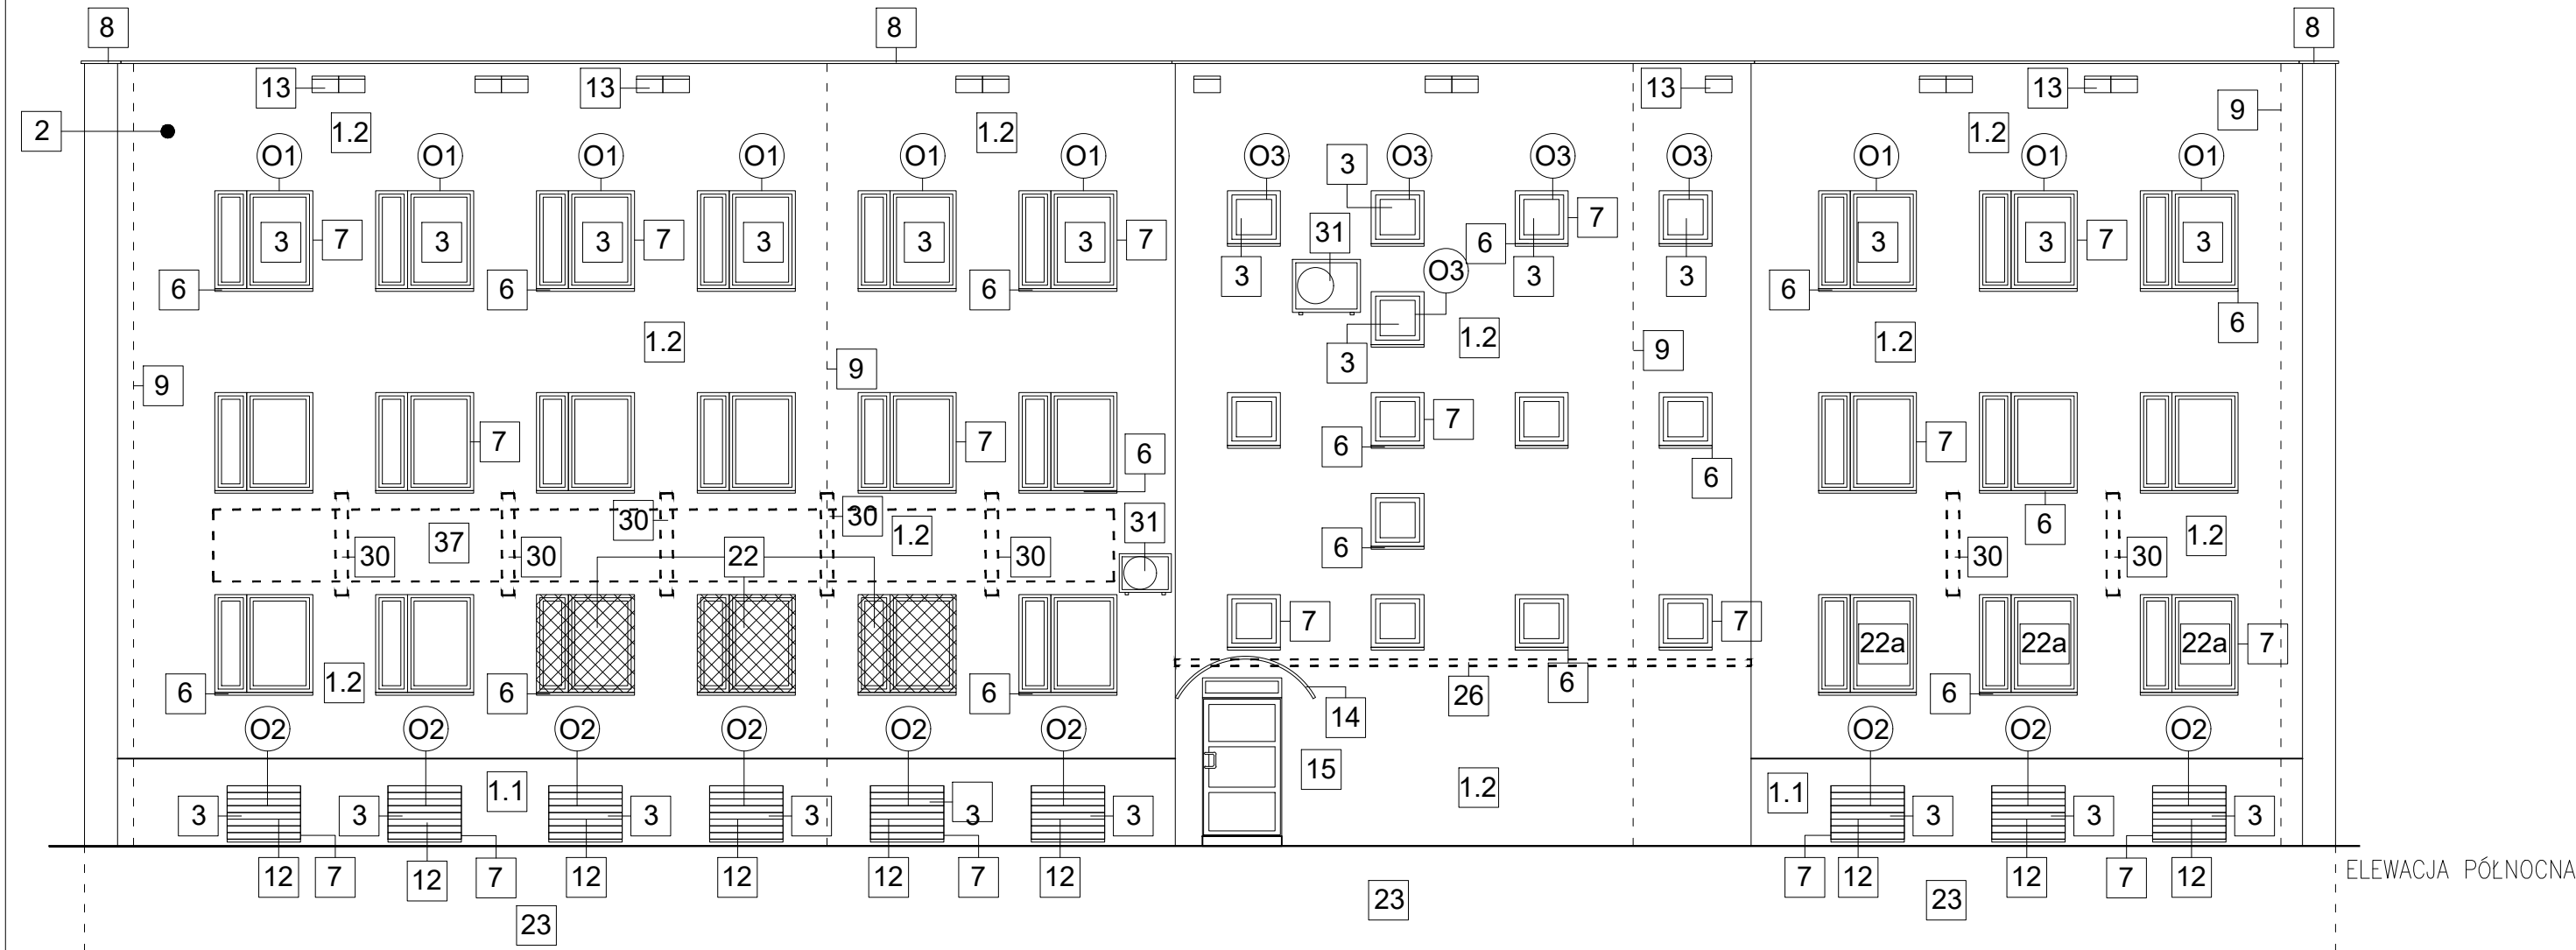 8 8 8
13 13 13 13
2 1.2 1.2 1.2 9
O1 O1 O1 O1 O1 O1 O3 3 O3 O3 O3 O1 O1 O1
3 7 3 3 7 3 3 3 7 31 6 7 3 3 7 3
6 6 6 3 O3 3 3 6 6
1.2 3 1.2 9 1.2
9 9
7 7 6 6 7 6 7
37 30 30 30 30 1.2 31 6 6 1.2
30 30 22 30 30 30
7 7 22a 22a 22a 7
6 1.2 6 6 26 6 6
O2 O2 O2 O2 O2 O2 14 O2 O2 O2
1.1 15 1.2 1.1
3 3 3 3 3 3 3 3 3
12 7 12 7 12 12 12 7 12 7 12 12 7 12
ELEWACJA PÓŁNOCNA
23 23 23